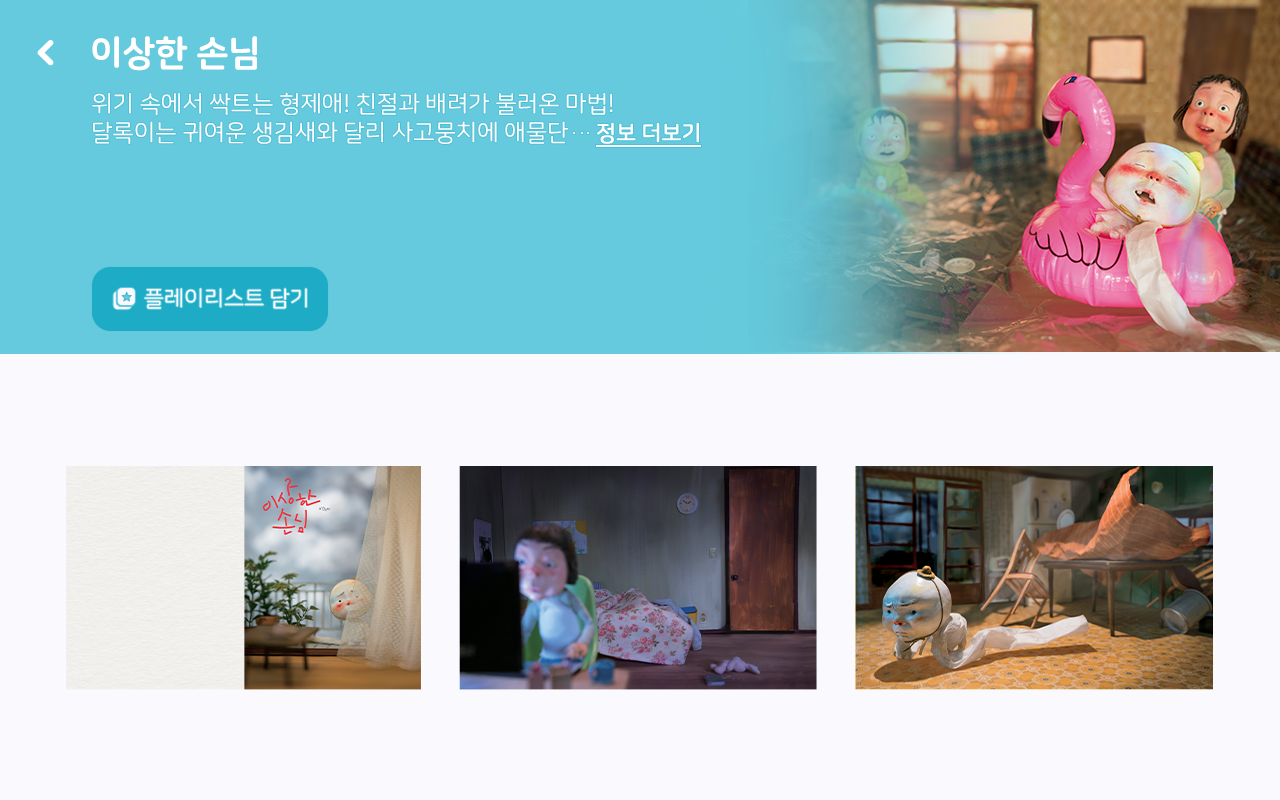 이상한 손님
위기 속에서 싹트는 형제애! 친절과 배려가 불러온 마법!
달록이는 귀여운 생김새와 달리 사고뭉치에 애물단··· 정보 더보기
플레이리스트 담기
이상한
손님